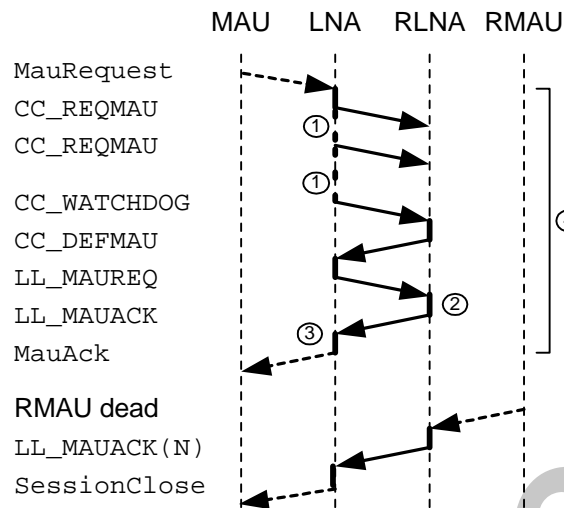 MAU LNA RLNA RMAU
MauRequest
CC_REQMAU
①
CC_REQMAU
①
CC_WATCHDOG
CC_DEFMAU
LL_MAUREQ
②
LL_MAUACK
③
MauAck
RMAU dead
LL_MAUACK(N)
SessionClose